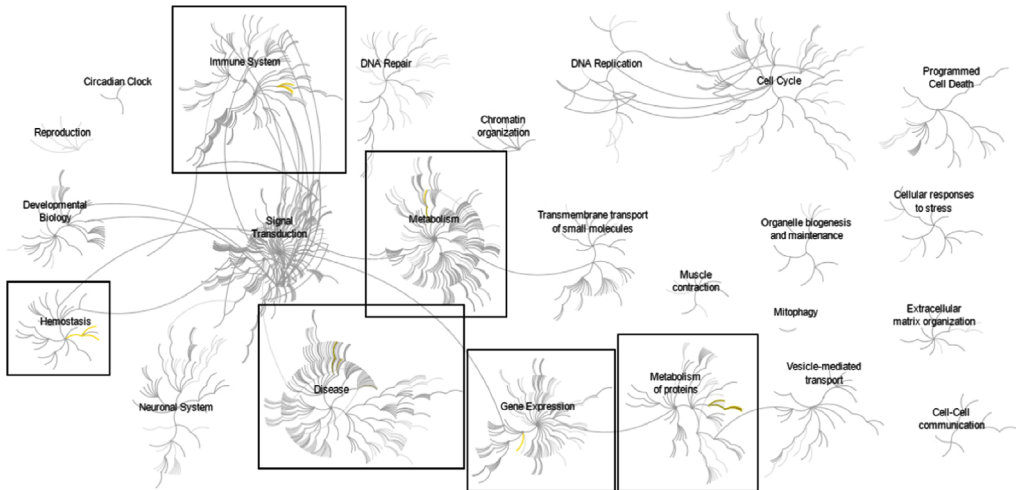 Immune System
DNA Repair
DNA Replication
Cell Cycle
Programmed
Cell Death
Circadian Clock
Reproduction
Chromatin
organization
Developmental
Biology
Signal
Transduction
Metabolism
Transmembrane transport
of small molecules
Organelle biogenesis
and maintenance
Cellular responses
to stress
Muscle
contraction
Mitophagy
Extracellular
matrix organization
Hemostasis
Disease
Neuronal System
Gene Expression
Metabolism
of proteins
Vesicle-mediated
transport
Cell-Cell
communication